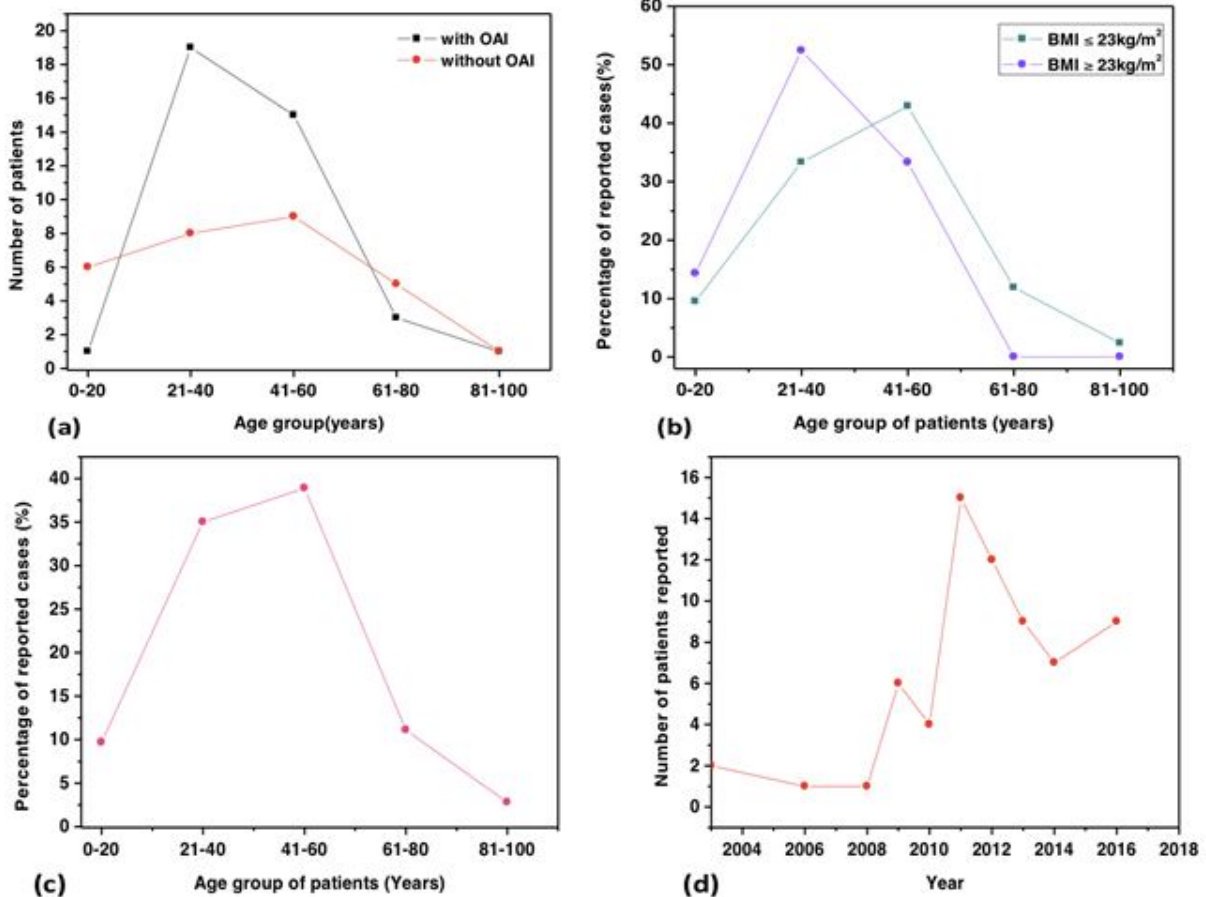 20
18
16
14
12
10
8
6
4
2
0
Number of patients
with OAI
without OAI
0-20 21-40 41-60 61-80 81-100
(a) Age group(years)
60
50
40
30
20
10
0
Percentage of reported cases(%)
BMI ≤ 23kg/m²
BMI ≥ 23kg/m²
0-20 21-40 41-60 61-80 81-100
(b) Age group of patients (years)
40
35
30
25
20
15
10
5
0
Percentage of reported cases (%)
0-20 21-40 41-60 61-80 81-100
(c) Age group of patients (Years)
16
14
12
10
8
6
4
2
0
Number of patients reported
2004 2006 2008 2010 2012 2014 2016 2018
(d) Year